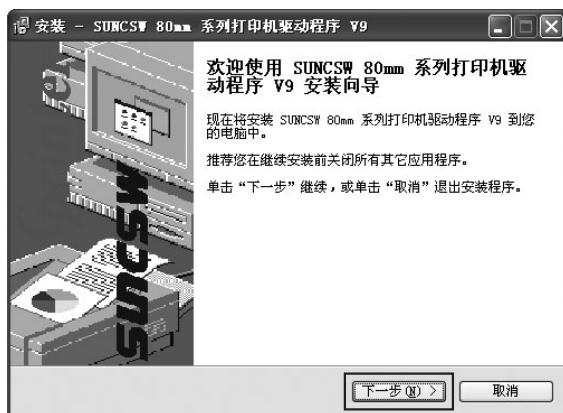 安装 - SUNCSW 80mm 系列打印机驱动程序 V9
欢迎使用 SUNCSW 80mm 系列打印机驱
动程序 V9 安装向导
现在将安装 SUNCSW 80mm 系列打印机驱动程序 V9 到您
的电脑中。
推荐您在继续安装前关闭所有其它应用程序。
单击“下一步”继续，或单击“取消”退出安装程序。
SUNCSW
下一步(N) >
取消